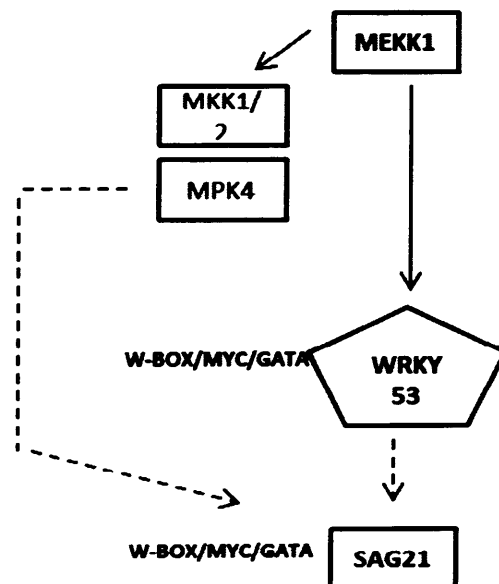 MEKK1
MKK1/
2
MPK4
W-BOX/MYC/GATA
WRKY
53
W-BOX/MYC/GATA
SAG21